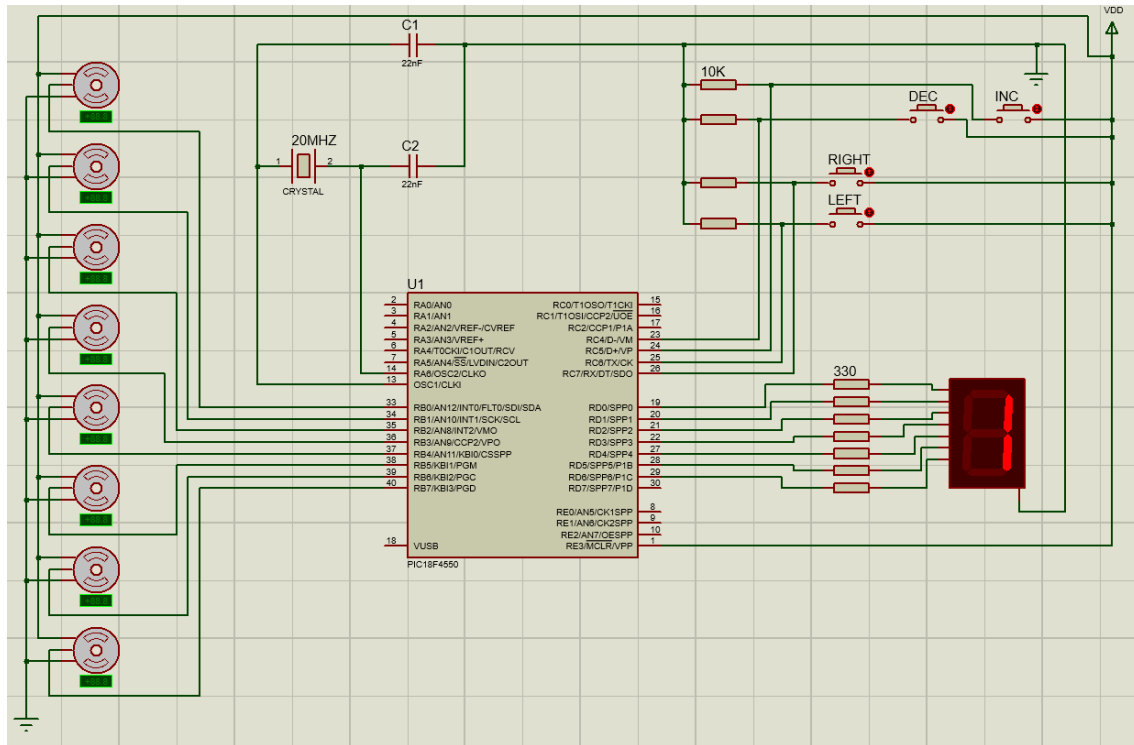 VDD
C1
22nF
10K
DEC
INC
20MHZ
1
2
CRYSTAL
C2
22nF
RIGHT
LEFT
U1
2 RA0/AN0
3 RA1/AN1
4 RA2/AN2/VREF-/CVREF
5 RA3/AN3/VREF+
6 RA4/T0CKI/C1OUT/RCV
7 RA5/AN4/SS/LVDIN/C2OUT
14 RA6/OSC2/CLKO
13 OSC1/CLKI
33 RB0/AN12/INT0/FLT0/SDI/SDA
34 RB1/AN10/INT1/SCK/SCL
35 RB2/AN8/INT2/VMO
36 RB3/AN9/CCP2/VPO
37 RB4/AN11/KBI0/CSSPP
38 RB5/KBI1/PGM
39 RB6/KBI2/PGC
40 RB7/KBI3/PGD
18 VUSB
RC0/T1OSO/T1CKI 15
RC1/T1OSI/CCP2/UOE 16
RC2/CCP1/P1A 17
RC4/D-/VM 23
RC5/D+/VP 24
RC6/TX/CK 25
RC7/RX/DT/SDO 26
RD0/SPP0 19
RD1/SPP1 20
RD2/SPP2 21
RD3/SPP3 22
RD4/SPP4 27
RD5/SPP5/P1B 28
RD6/SPP6/P1C 29
RD7/SPP7/P1D 30
RE0/AN5/CK1SPP 8
RE1/AN6/CK2SPP 9
RE2/AN7/OESPP 10
RE3/MCLR/VPP 1
PIC18F4550
330
1